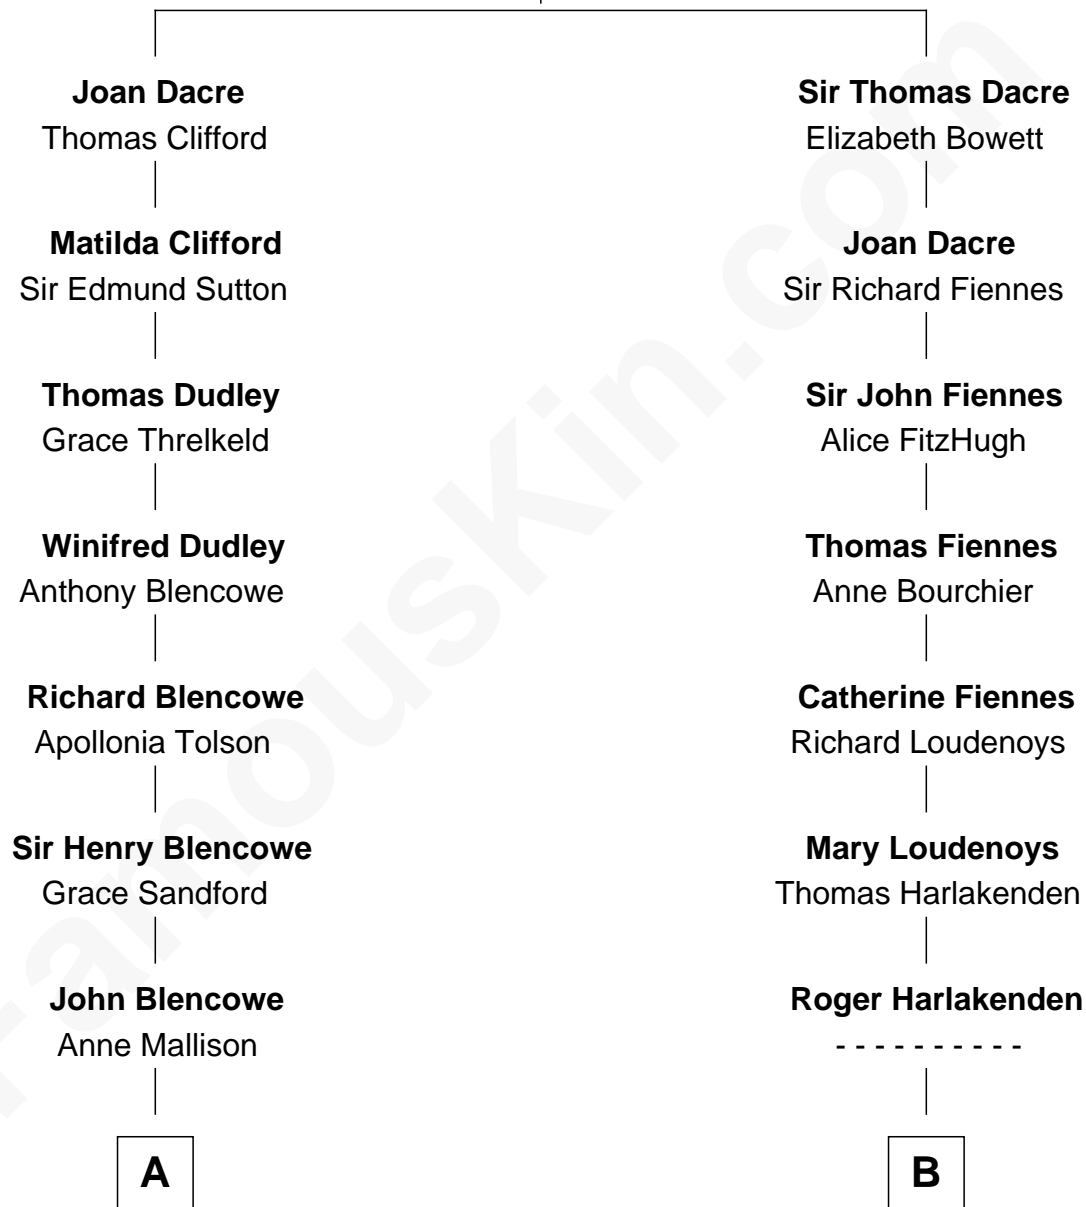 Joan Dacre
Thomas Clifford
Matilda Clifford
Sir Edmund Sutton
Thomas Dudley
Grace Threlkeld
Winifred Dudley
Anthony Blencowe
Richard Blencowe
Apollonia Tolson
Sir Henry Blencowe
Grace Sandford
John Blencowe
Anne Mallison
A
Sir Thomas Dacre
Elizabeth Bowett
Joan Dacre
Sir Richard Fiennes
Sir John Fiennes
Alice FitzHugh
Thomas Fiennes
Anne Bourchier
Catherine Fiennes
Richard Loudenoys
Mary Loudenoys
Thomas Harlakenden
Roger Harlakenden
- - - - - - - - - -
B
FamousKin.com